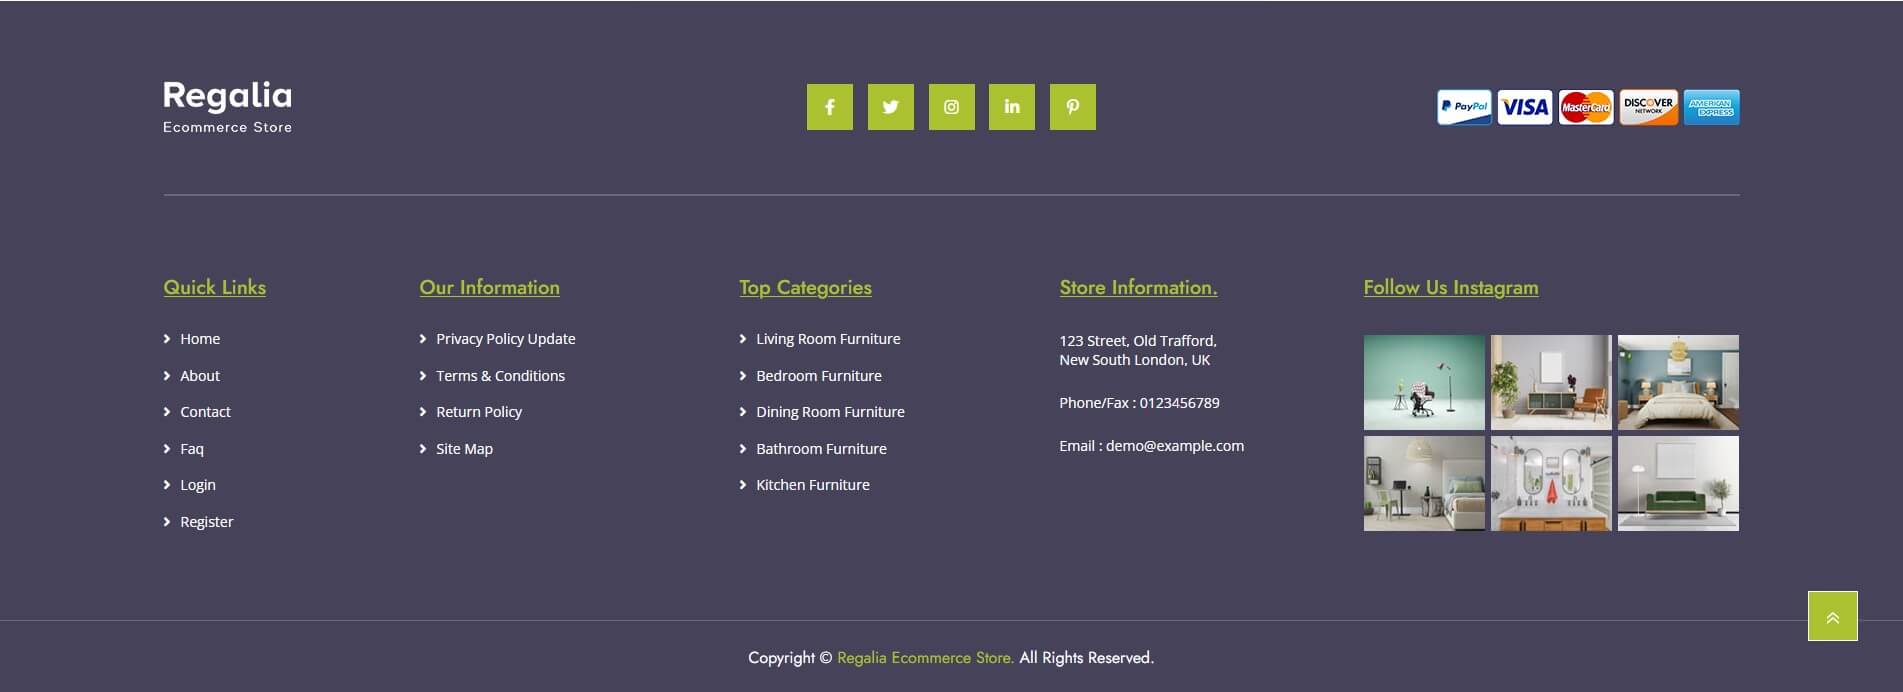 Regalia
Ecommerce Store
PayPal
VISA
MasterCard
DISCOVER
NETWORK
AMERICAN
EXPRESS
Quick Links
Home
About
Contact
Faq
Login
Register
Our Information
Privacy Policy Update
Terms & Conditions
Return Policy
Site Map
Top Categories
Living Room Furniture
Bedroom Furniture
Dining Room Furniture
Bathroom Furniture
Kitchen Furniture
Store Information.
123 Street, Old Trafford,
New South London, UK
Phone/Fax : 0123456789
Email : demo@example.com
Follow Us Instagram
Copyright © Regalia Ecommerce Store. All Rights Reserved.